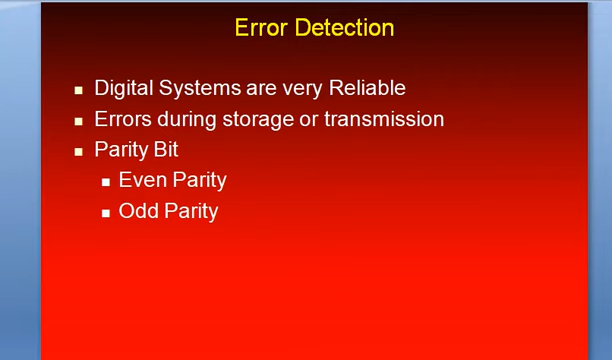 Error Detection
Digital Systems are very Reliable
Errors during storage or transmission
Parity Bit
Even Parity
Odd Parity